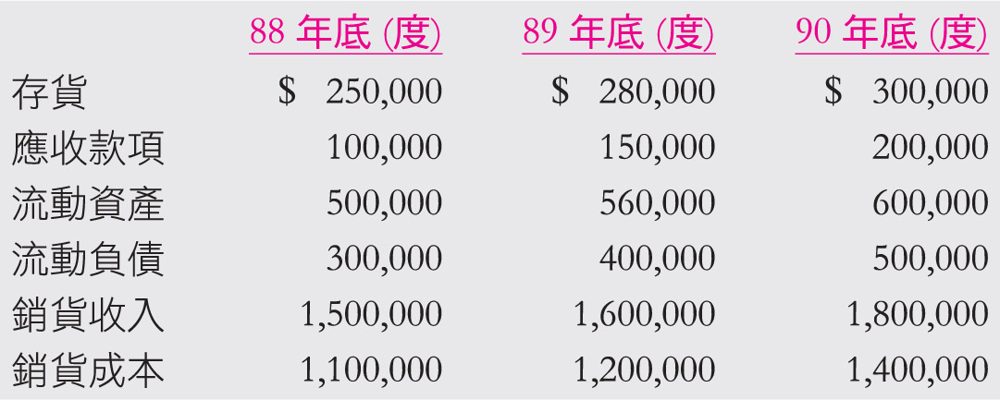 88 年底 (度) 89 年底 (度) 90 年底 (度)
存貨 $ 250,000 $ 280,000 $ 300,000
應收款項 100,000 150,000 200,000
流動資產 500,000 560,000 600,000
流動負債 300,000 400,000 500,000
銷貨收入 1,500,000 1,600,000 1,800,000
銷貨成本 1,100,000 1,200,000 1,400,000